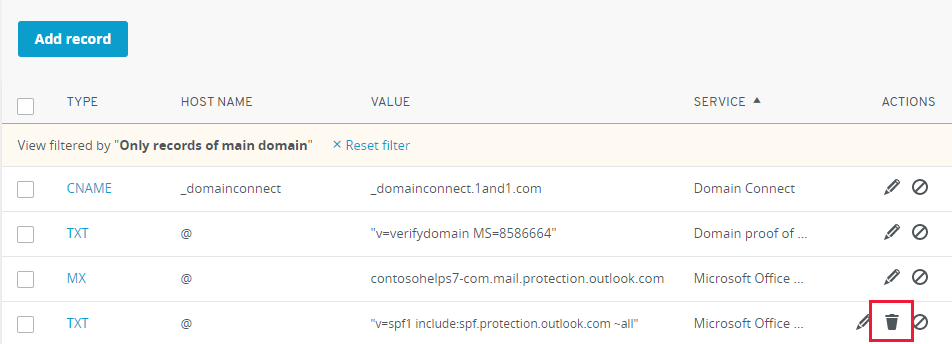 Add record
TYPE HOST NAME VALUE SERVICE ▲ ACTIONS
View filtered by "Only records of main domain" × Reset filter
CNAME _domainconnect _domainconnect.1and1.com Domain Connect
TXT @ "v=verifydomain MS=8586664" Domain proof of ...
MX @ contosohelps7-com.mail.protection.outlook.com Microsoft Office ...
TXT @ "v=spf1 include:spf.protection.outlook.com ~all" Microsoft Office ...